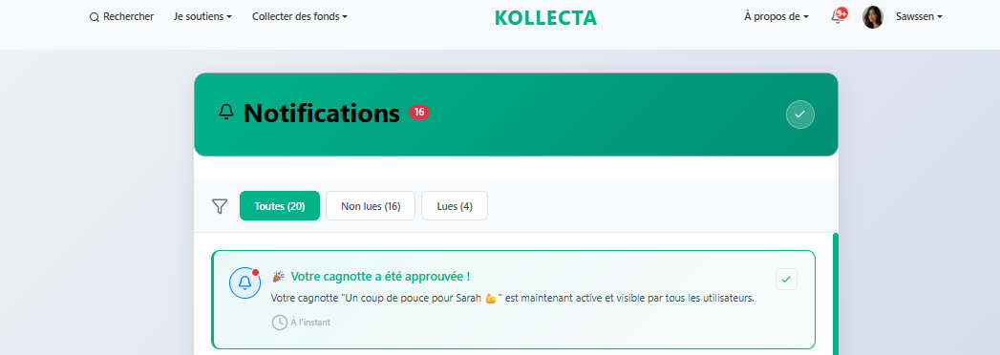 Rechercher Je soutiens Collecter des fonds KOLLECTA À propos de 9+ Sawssen
Notifications 16
Toutes (20) Non lues (16) Lues (4)
🎉 Votre cagnotte a été approuvée !
Votre cagnotte "Un coup de pouce pour Sarah 💪" est maintenant active et visible par tous les utilisateurs.
À l'instant